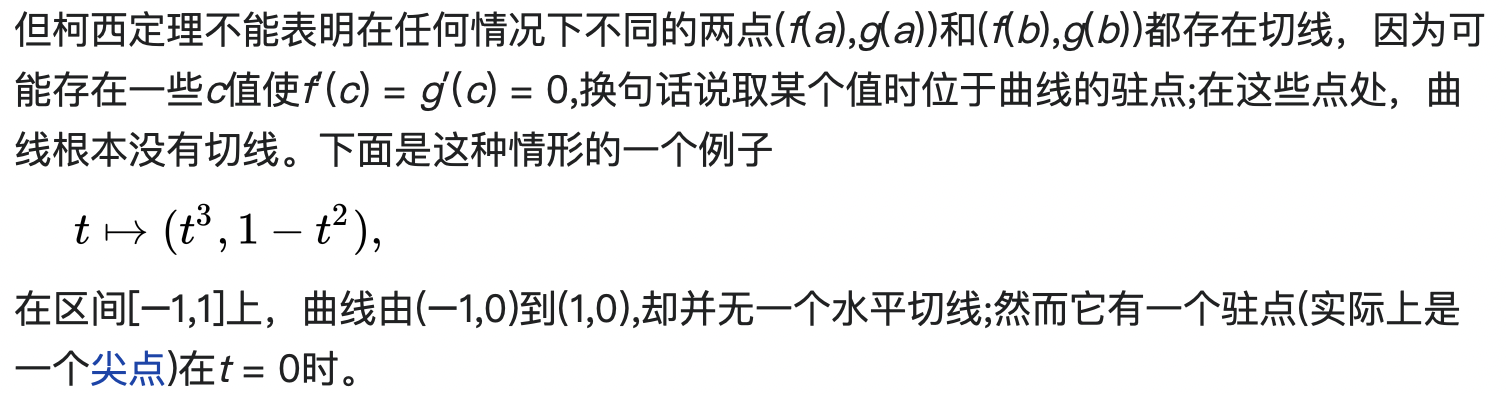 但柯西定理不能表明在任何情况下不同的两点(f(a),g(a))和(f(b),g(b))都存在切线，因为可
能存在一些c值使f′(c) = g′(c) = 0,换句话说取某个值时位于曲线的驻点;在这些点处，曲
线根本没有切线。下面是这种情形的一个例子
t ↦ (t³, 1 − t²),
在区间[−1,1]上，曲线由(−1,0)到(1,0),却并无一个水平切线;然而它有一个驻点(实际上是
一个尖点)在t = 0时。